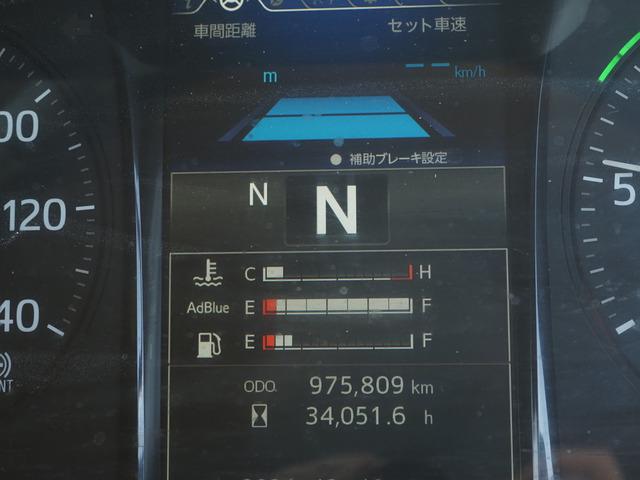 車間距離 セット車速
m km/h
補助ブレーキ設定
N N
C H
AdBlue E F
E F
ODO. 975,809 km
34,051.6 h
00
120
40
5